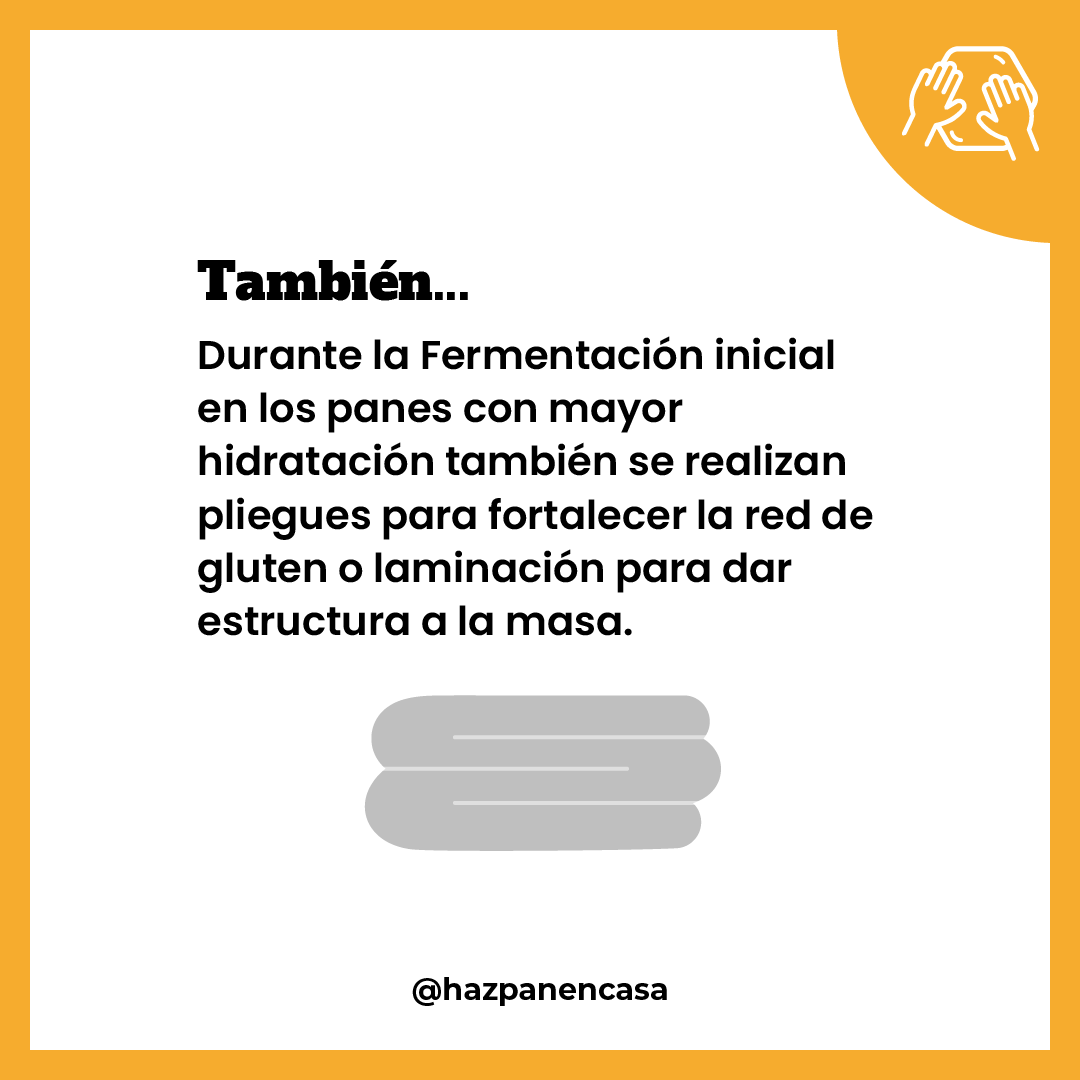 También...
Durante la Fermentación inicial
en los panes con mayor
hidratación también se realizan
pliegues para fortalecer la red de
gluten o laminación para dar
estructura a la masa.
@hazpanencasa